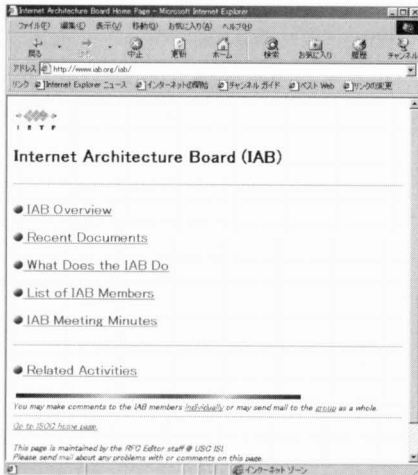 Internet Architecture Board Home Page - Microsoft Internet Explorer
ファイル(F) 編集(E) 表示(V) 移動(G) お気に入り(A) ヘルプ(H)
戻る 中止 更新 ホーム 検索 お気に入り 履歴 チャンネル
アドレス http://www.iab.org/iab/
リンク Internet Explorer ニュース インターネットの開始 チャンネル ガイド ベスト Web リンクの変更
I E T F
Internet Architecture Board (IAB)
IAB Overview
Recent Documents
What Does the IAB Do
List of IAB Members
IAB Meeting Minutes
Related Activities
You may make comments to the IAB members individually or may send mail to the group as a whole.
Go to ISOC home page.
This page is maintained by the RFC Editor staff @ USC ISI.
Please send mail about any problems with or comments on this page.
インターネット ゾーン